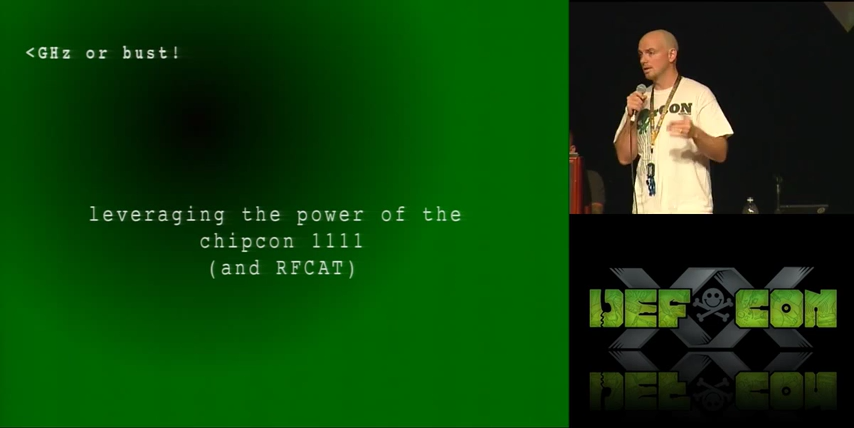 <GHz or bust!
leveraging the power of the
chipcon 1111
(and RFCAT)
DEF CON